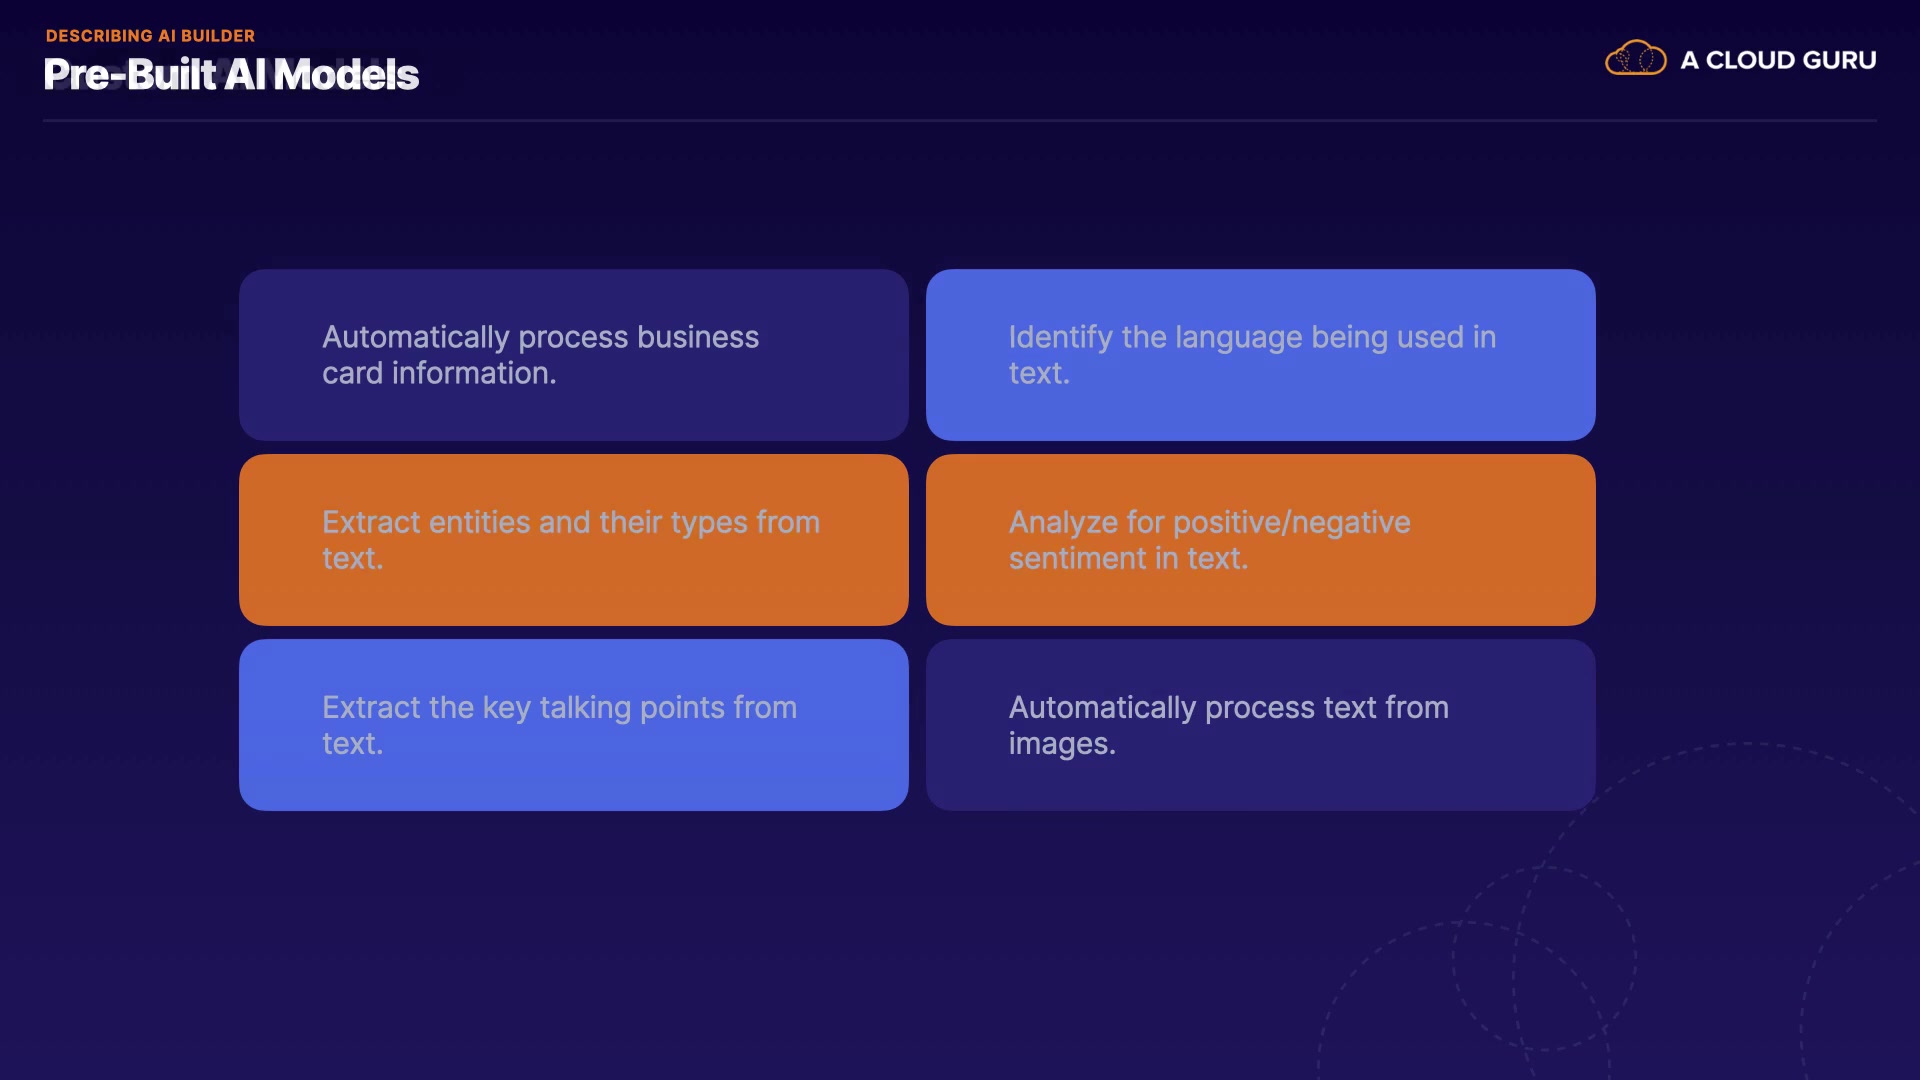 DESCRIBING AI BUILDER
Pre-Built AI Models
A CLOUD GURU
Automatically process business
card information.
Identify the language being used in
text.
Extract entities and their types from
text.
Analyze for positive/negative
sentiment in text.
Extract the key talking points from
text.
Automatically process text from
images.